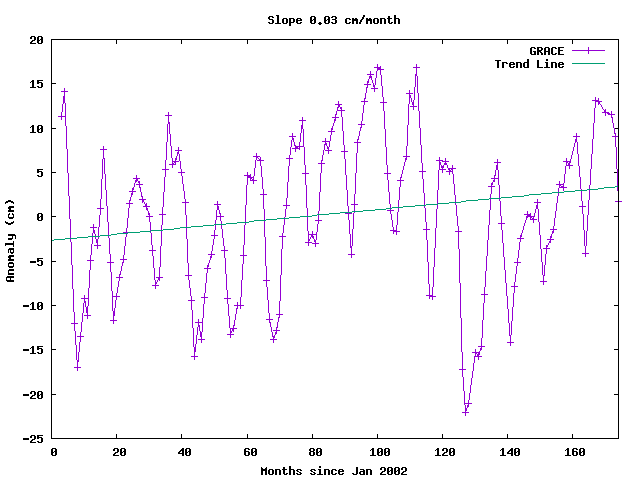 Slope 0.03 cm/month
GRACE
Trend Line
20
15
10
5
0
-5
-10
-15
-20
-25
Anomaly (cm)
0 20 40 60 80 100 120 140 160
Months since Jan 2002